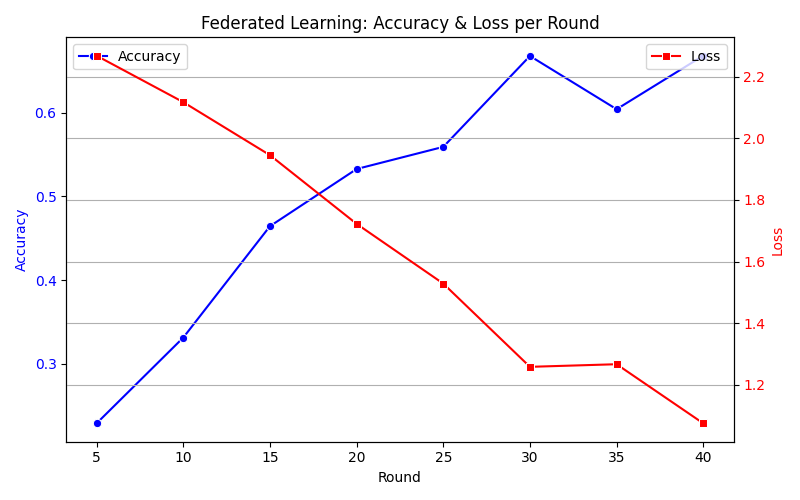 Federated Learning: Accuracy & Loss per Round
Accuracy
Loss
0.6
0.5
0.4
0.3
Accuracy
2.2
2.0
1.8
1.6
1.4
1.2
Loss
5 10 15 20 25 30 35 40
Round